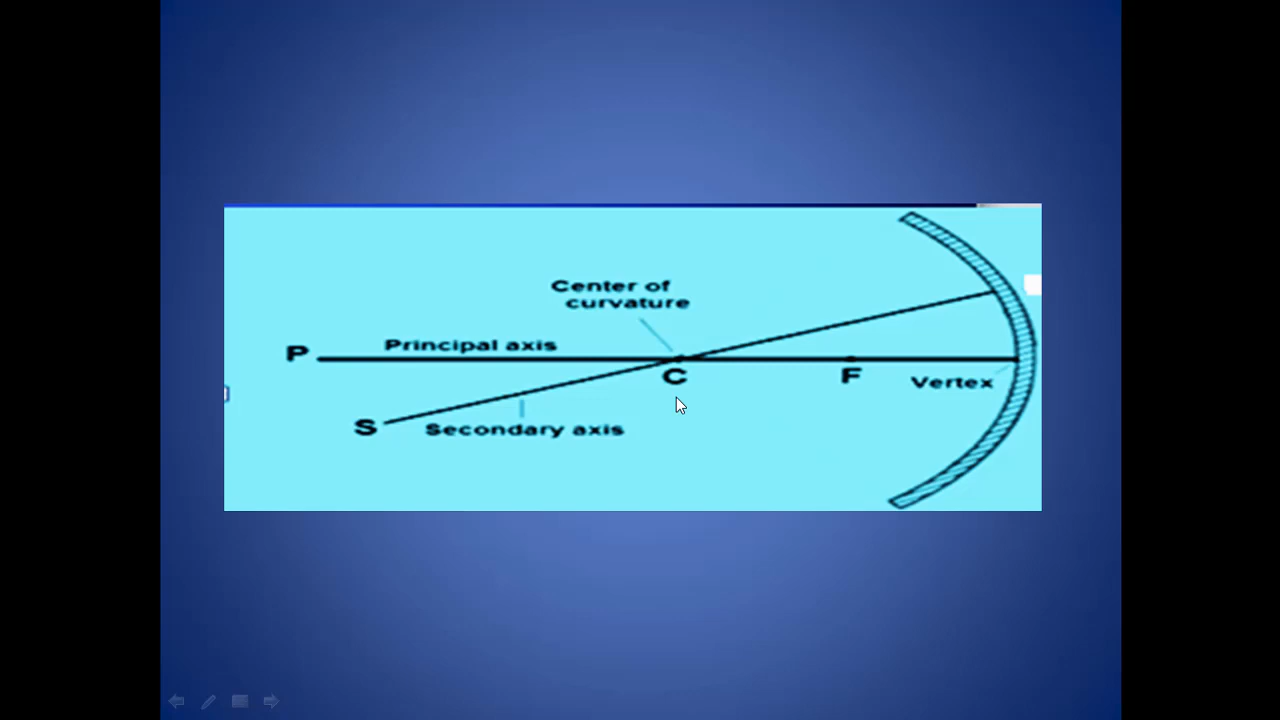 Center of
curvature
P
Principal axis
C
F
Vertex
S
Secondary axis